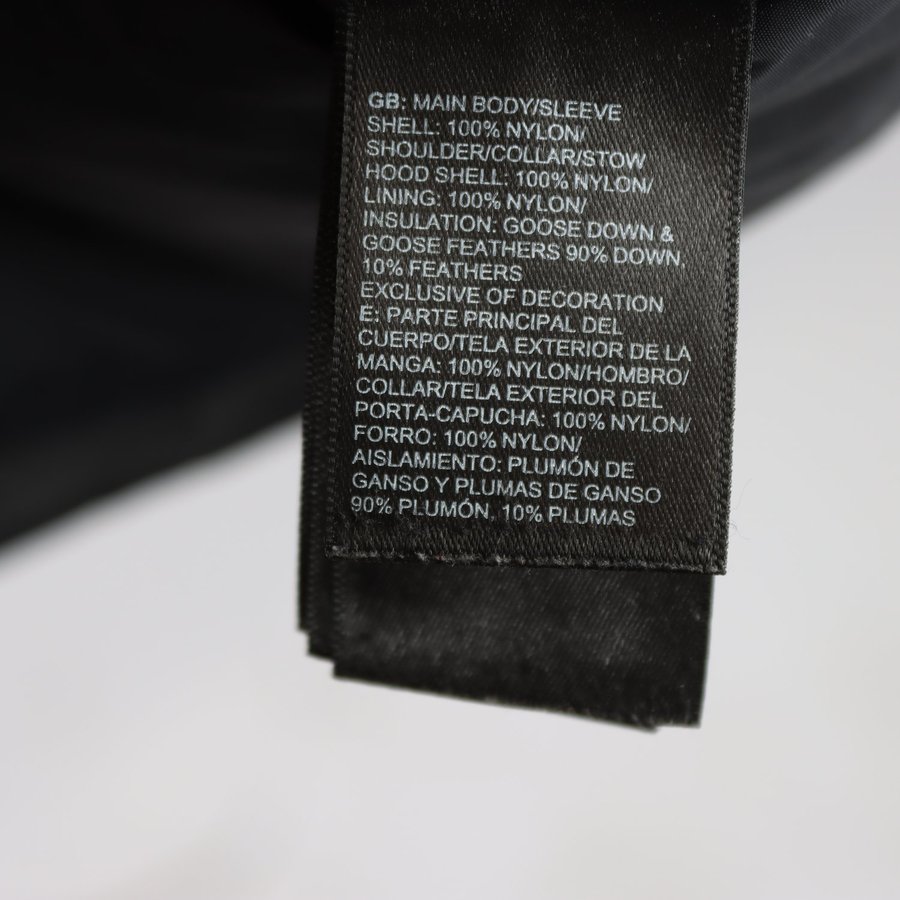 GB: MAIN BODY/SLEEVE
SHELL: 100% NYLON/
SHOULDER/COLLAR/STOW
HOOD SHELL: 100% NYLON/
LINING: 100% NYLON/
INSULATION: GOOSE DOWN &
GOOSE FEATHERS 90% DOWN,
10% FEATHERS
EXCLUSIVE OF DECORATION
E: PARTE PRINCIPAL DEL
CUERPO/TELA EXTERIOR DE LA
MANGA: 100% NYLON/HOMBRO/
COLLAR/TELA EXTERIOR DEL
PORTA-CAPUCHA: 100% NYLON/
FORRO: 100% NYLON/
AISLAMIENTO: PLUMÓN DE
GANSO Y PLUMAS DE GANSO
90% PLUMÓN, 10% PLUMAS